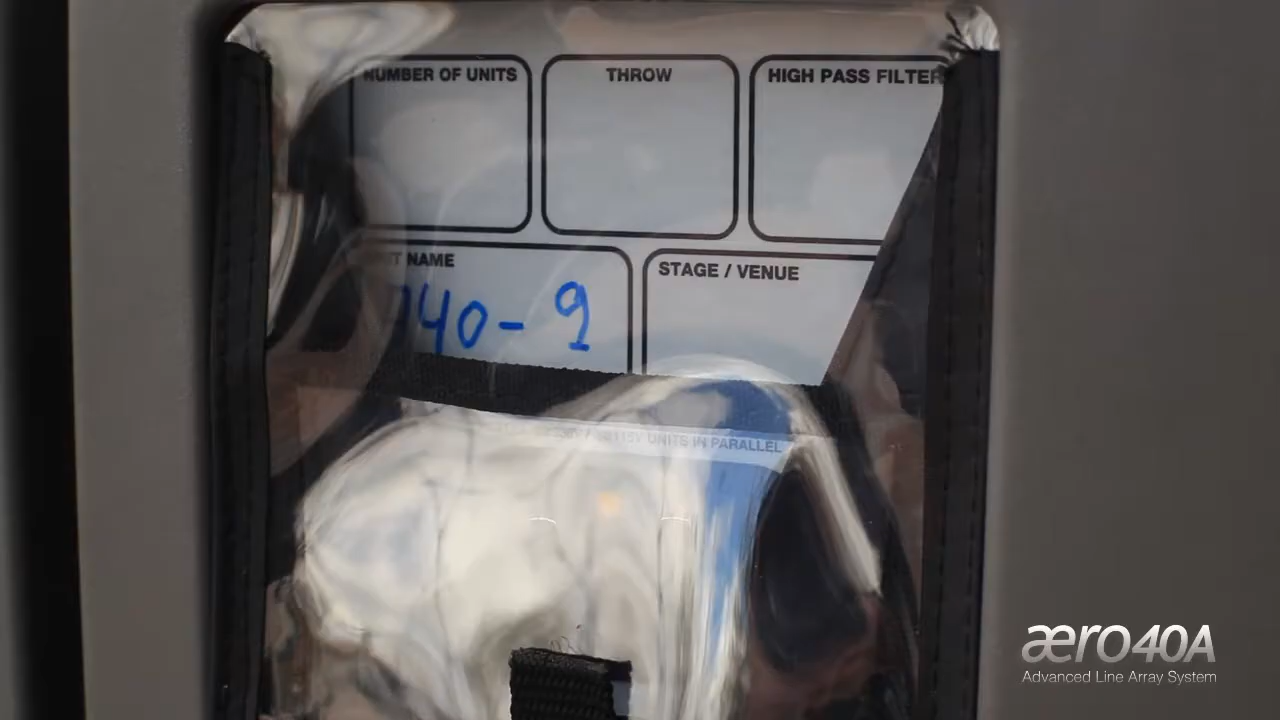 NUMBER OF UNITS
THROW
HIGH PASS FILTER
NAME
STAGE / VENUE
40-9
UNITS IN PARALLEL
aero40A
Advanced Line Array System